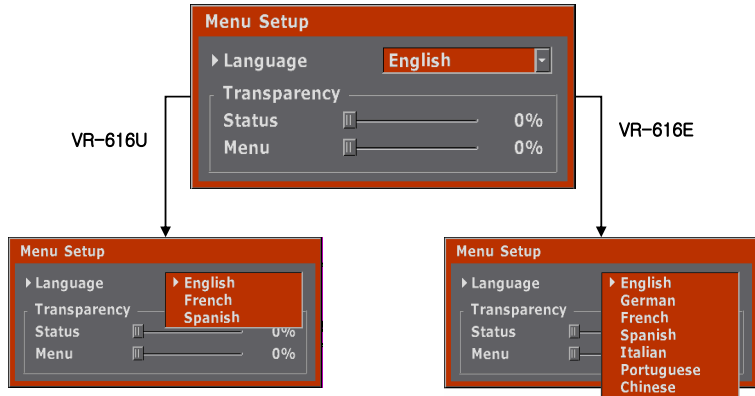 Menu Setup
Language English
Transparency
Status 0%
Menu 0%
VR-616U
VR-616E
Menu Setup
Language English
French
Spanish
Transparency
Status 0%
Menu 0%
Menu Setup
Language English
German
French
Spanish
Italian
Portuguese
Chinese
Transparency
Status
Menu